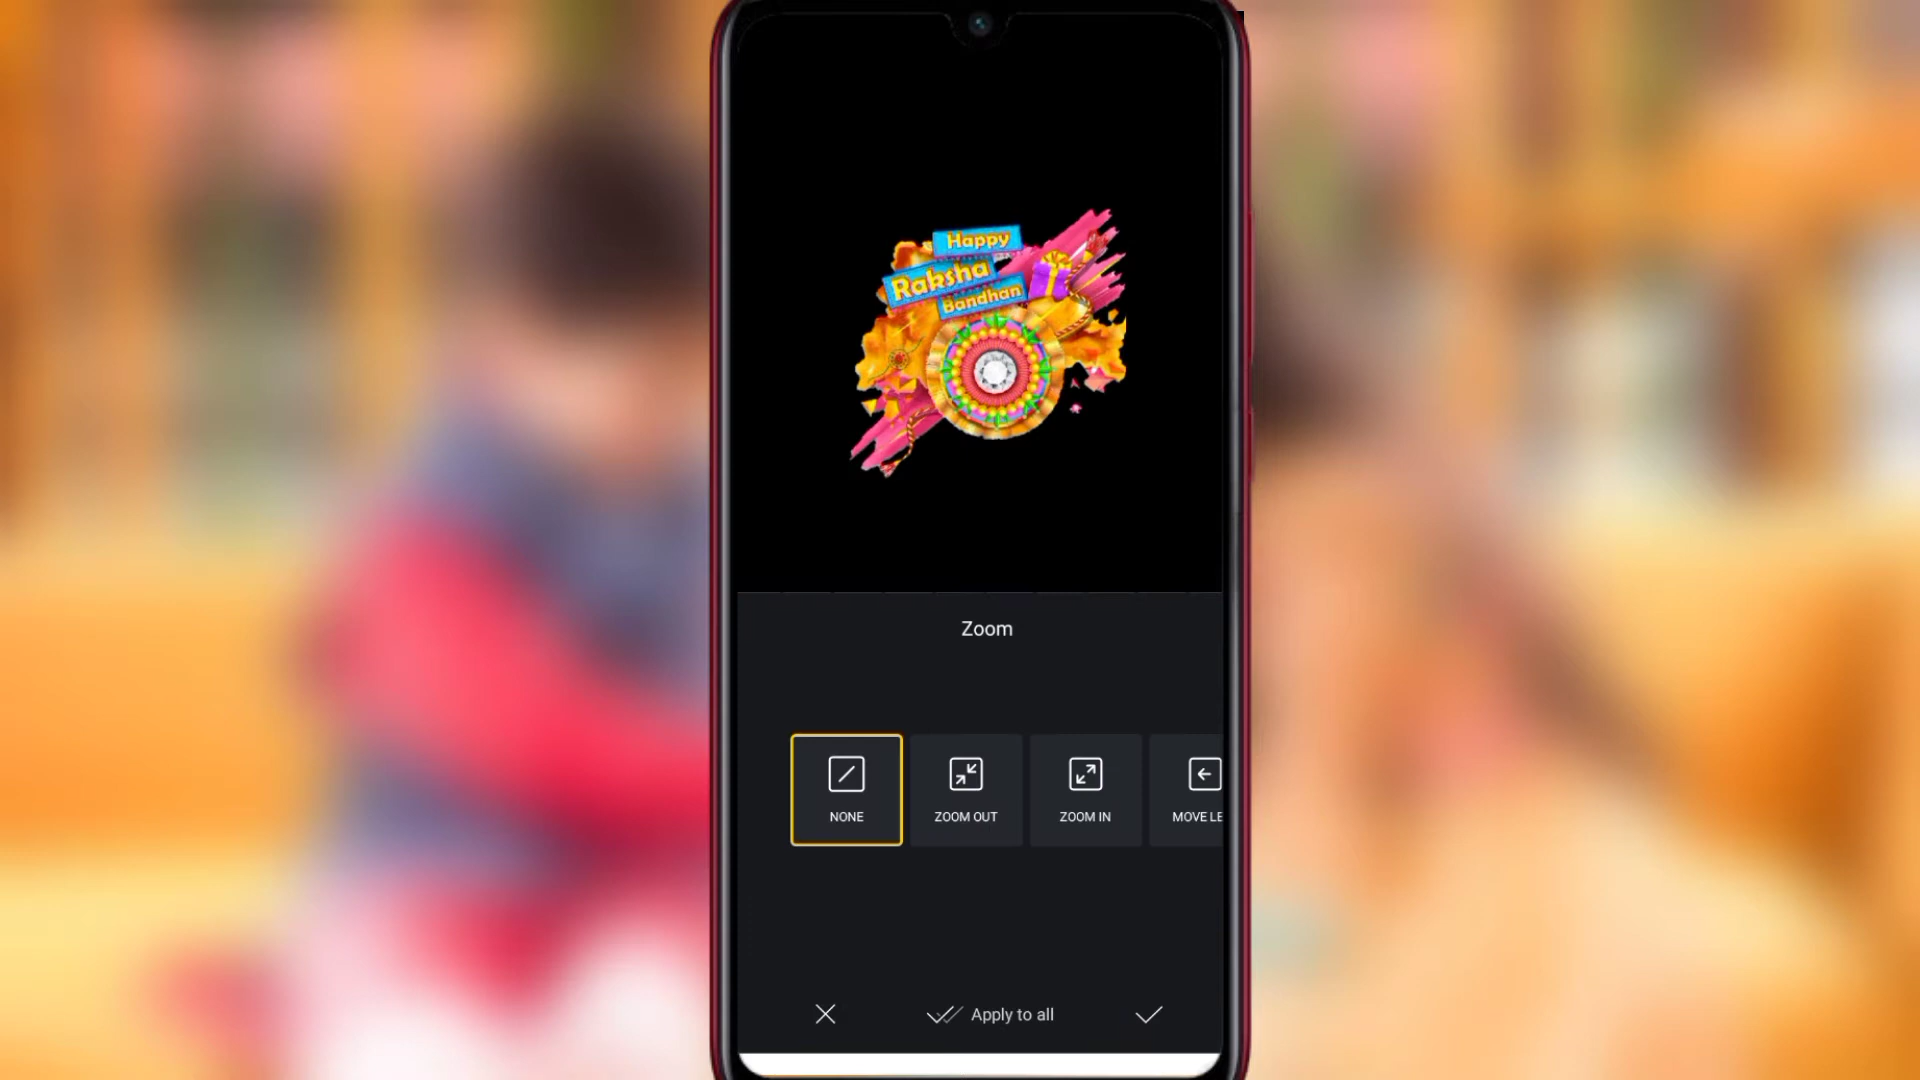 Happy
Raksha
Bandhan
Zoom
NONE
ZOOM OUT
ZOOM IN
MOVE LE
Apply to all